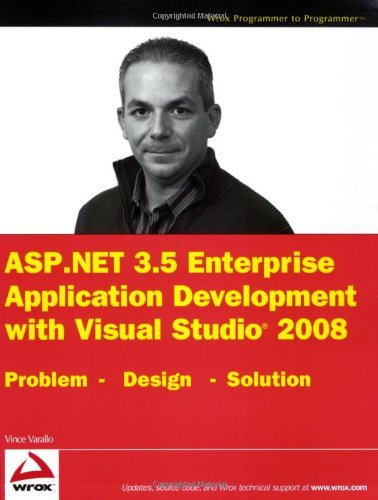 Wrox Programmer to Programmer™
ASP.NET 3.5 Enterprise
Application Development
with Visual Studio® 2008
Problem - Design - Solution
Vince Varallo
wrox™
Updates, source code, and Wrox technical support at www.wrox.com